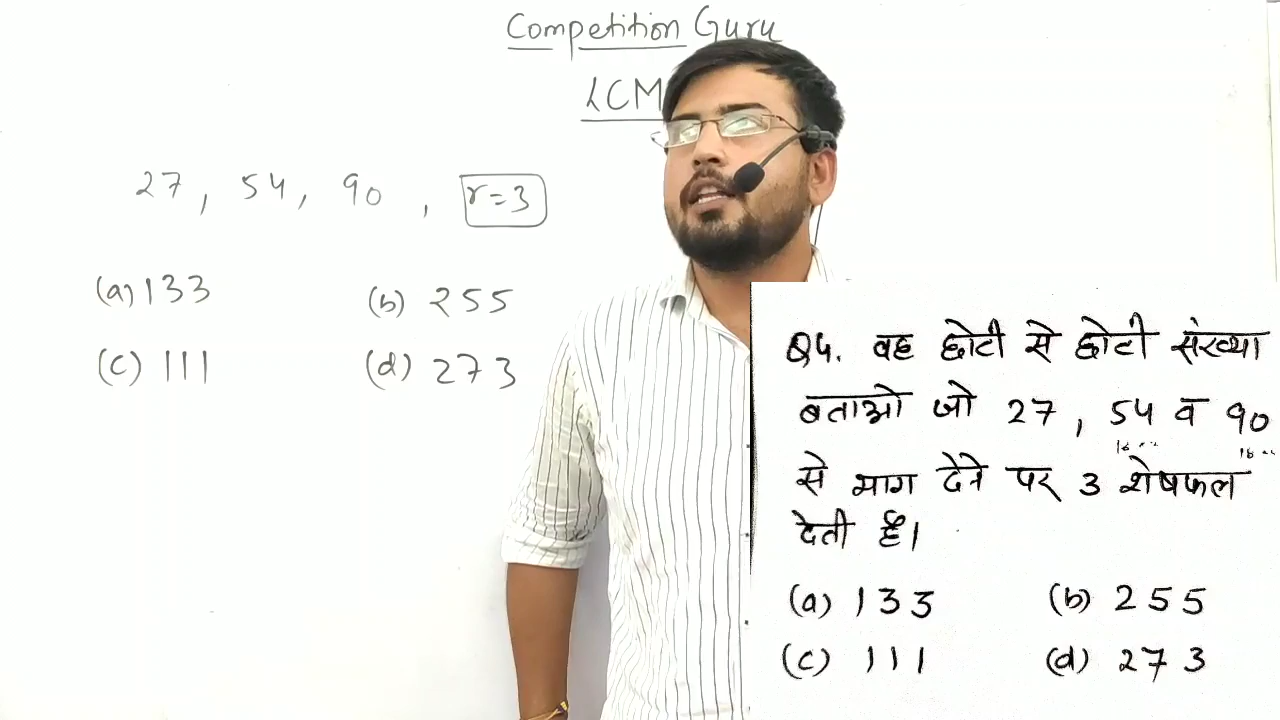 Competition Guru
LCM
27, 54, 90, r=3
(a) 133 (b) 255
(c) 111 (d) 273
Q4. वह छोटी से छोटी संख्या
बताओ जो 27, 54 व 90
से भाग देने पर 3 शेषफल
देती है।
(a) 133 (b) 255
(c) 111 (d) 273